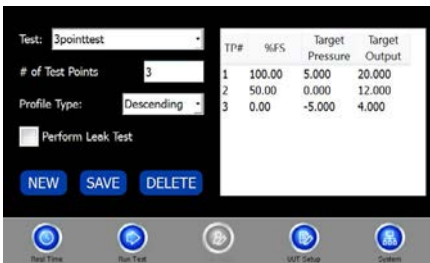 Test: 3pointtest
# of Test Points 3
Profile Type: Descending
Perform Leak Test
NEW SAVE DELETE
TP# %FS Target Pressure Target Output
1 100.00 5.000 20.000
2 50.00 0.000 12.000
3 0.00 -5.000 4.000
Real Time Run Test UUT Setup System